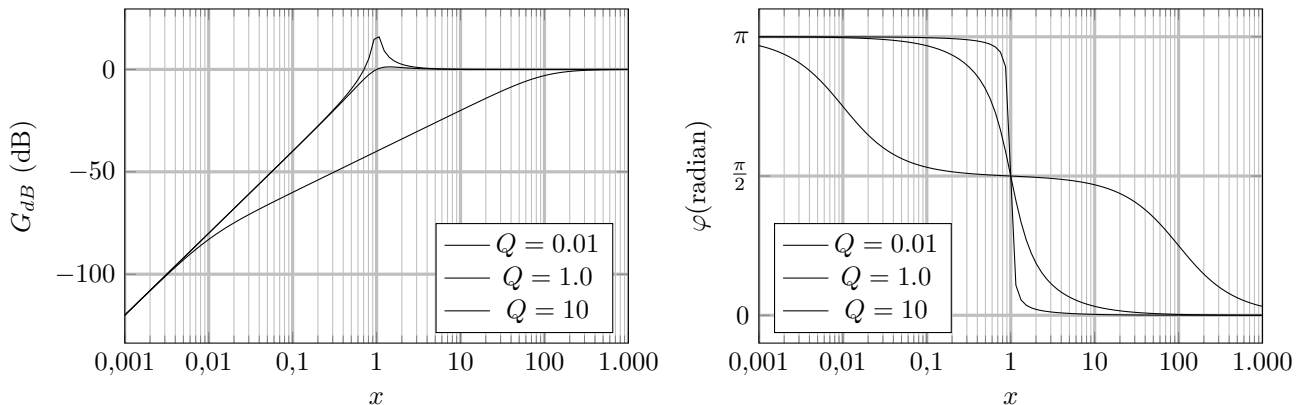 0
−50
−100
G_{dB} (dB)
Q = 0.01
Q = 1.0
Q = 10
0,001 0,01 0,1 1 10 100 1.000
x
π
π/2
0
φ(radian)
Q = 0.01
Q = 1.0
Q = 10
0,001 0,01 0,1 1 10 100 1.000
x